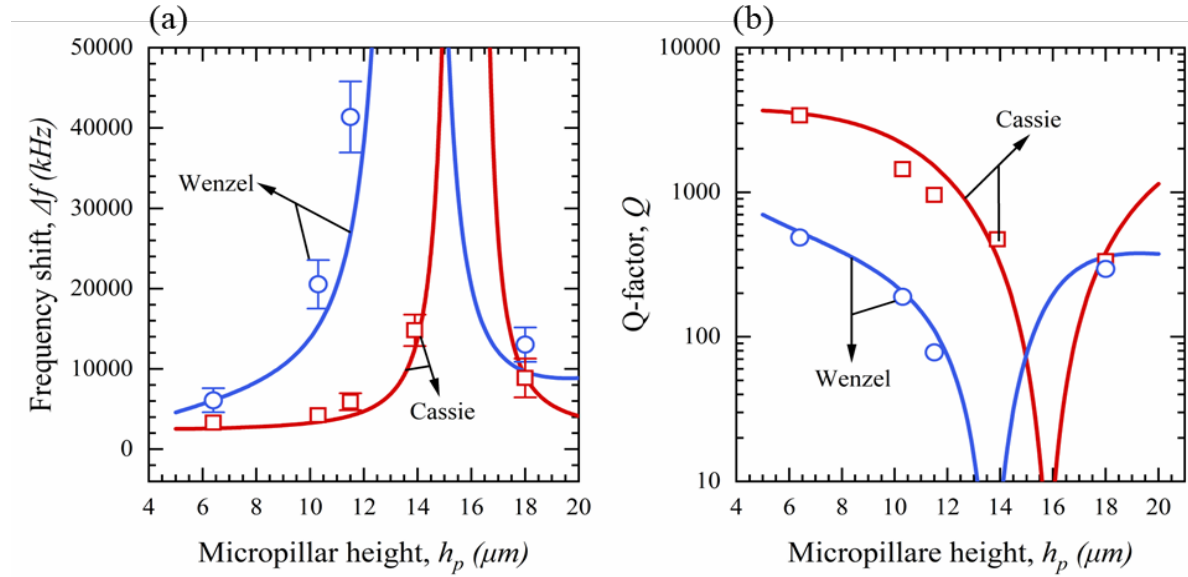 (a)
Frequency shift, Δf (kHz)
50000
40000
30000
20000
10000
0
Wenzel
Cassie
4 6 8 10 12 14 16 18 20
Micropillar height, hp (μm)
(b)
Q-factor, Q
10000
1000
100
10
Cassie
Wenzel
4 6 8 10 12 14 16 18 20
Micropillare height, hp (μm)